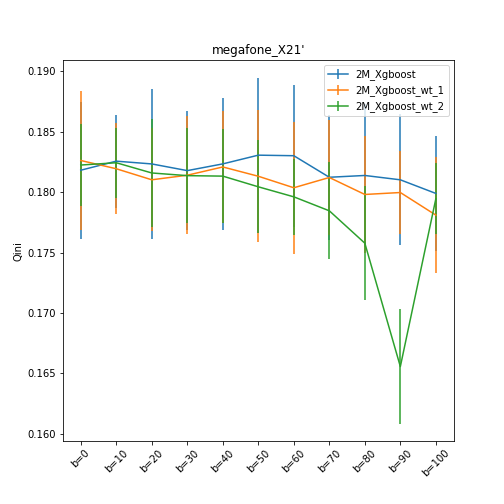 megafone_X21'
2M_Xgboost
2M_Xgboost_wt_1
2M_Xgboost_wt_2
Qini
0.190
0.185
0.180
0.175
0.170
0.165
0.160
b=0 b=10 b=20 b=30 b=40 b=50 b=60 b=70 b=80 b=90 b=100